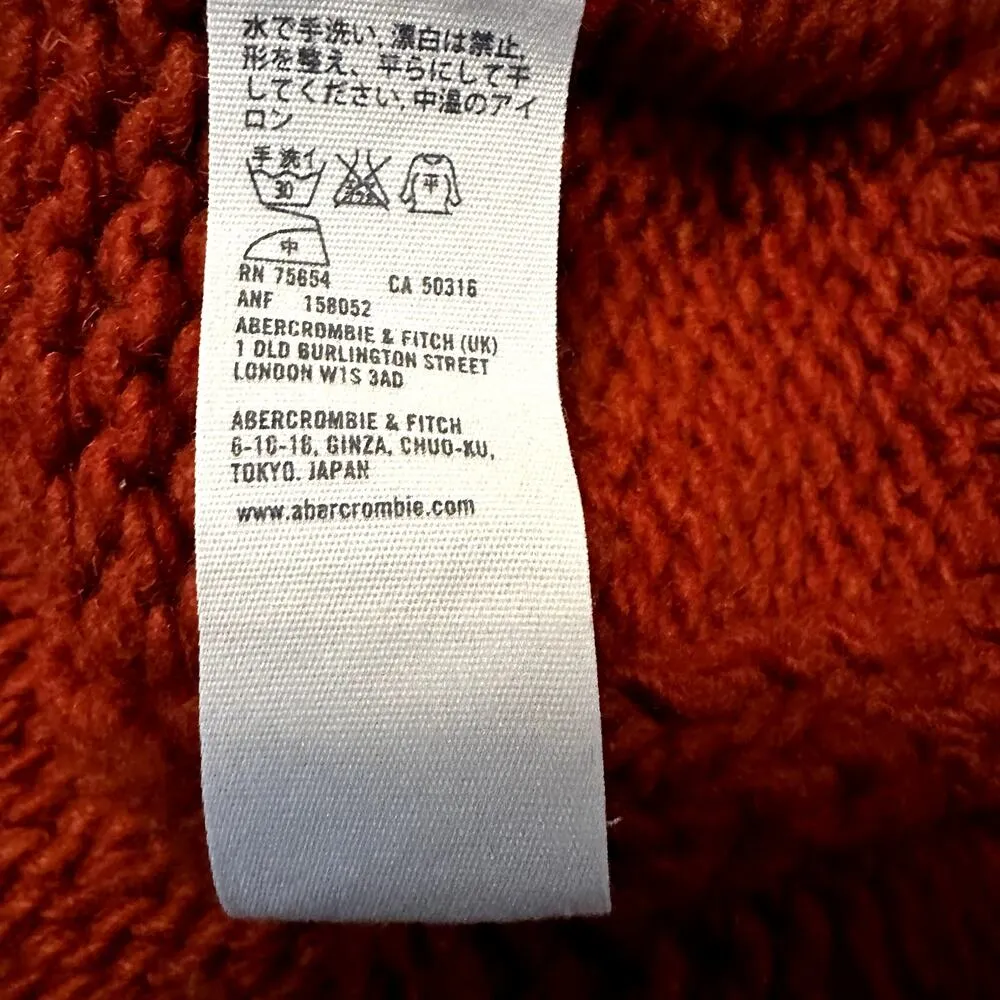 水で手洗い, 漂白は禁止,
形を整え、平らにして干
してください, 中温のアイ
ロン
手 洗イ
30
平
中
RN 75654 CA 50316
ANF 158052
ABERCROMBIE & FITCH (UK)
1 OLD BURLINGTON STREET
LONDON W1S 3AD
ABERCROMBIE & FITCH
6-10-16, GINZA, CHUO-KU,
TOKYO. JAPAN
www.abercrombie.com